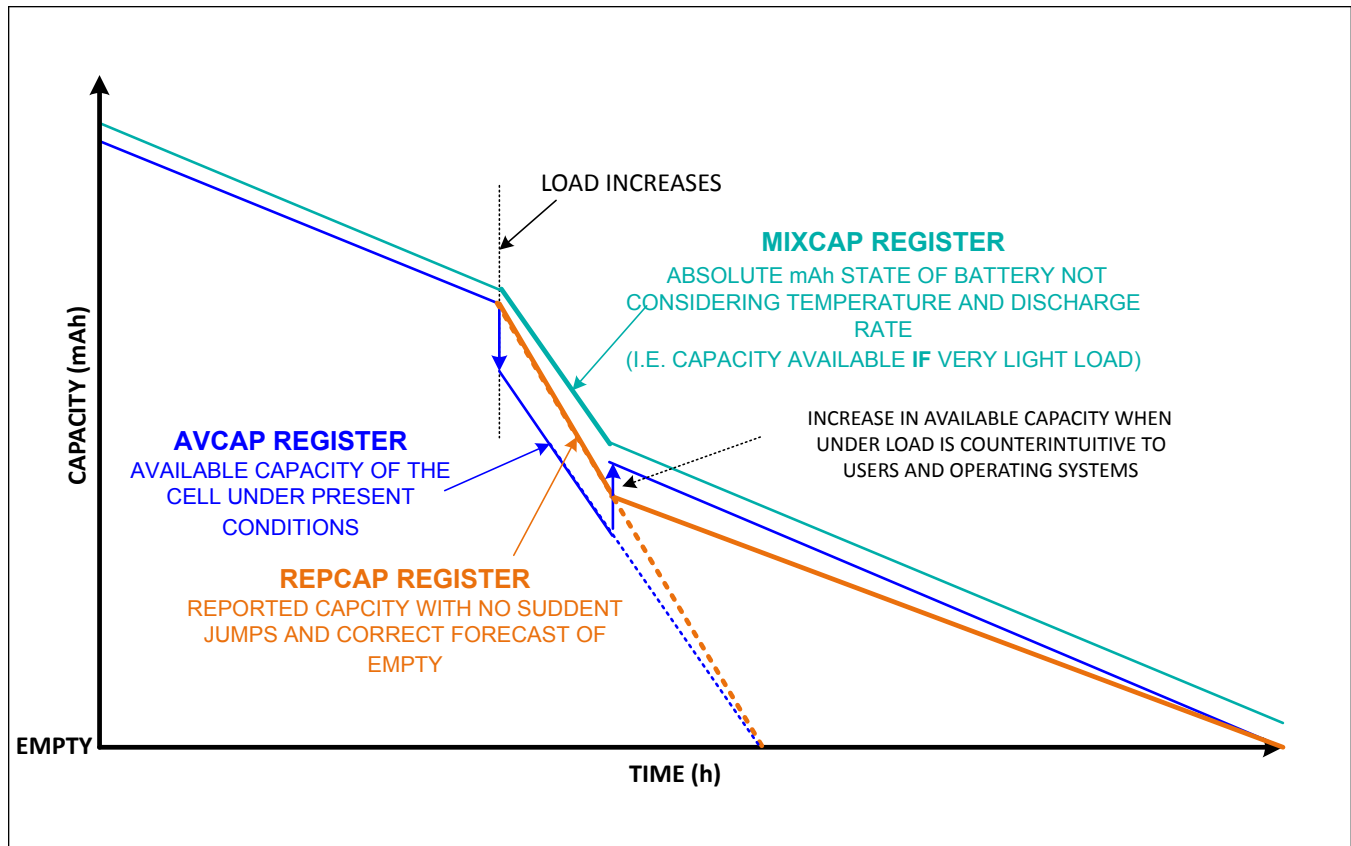 LOAD INCREASES
MIXCAP REGISTER
ABSOLUTE mAh STATE OF BATTERY NOT
CONSIDERING TEMPERATURE AND DISCHARGE
RATE
(I.E. CAPACITY AVAILABLE IF VERY LIGHT LOAD)
CAPACITY (mAh)
INCREASE IN AVAILABLE CAPACITY WHEN
UNDER LOAD IS COUNTERINTUITIVE TO
USERS AND OPERATING SYSTEMS
AVCAP REGISTER
AVAILABLE CAPACITY OF THE
CELL UNDER PRESENT
CONDITIONS
REPCAP REGISTER
REPORTED CAPCITY WITH NO SUDDENT
JUMPS AND CORRECT FORECAST OF
EMPTY
EMPTY
TIME (h)